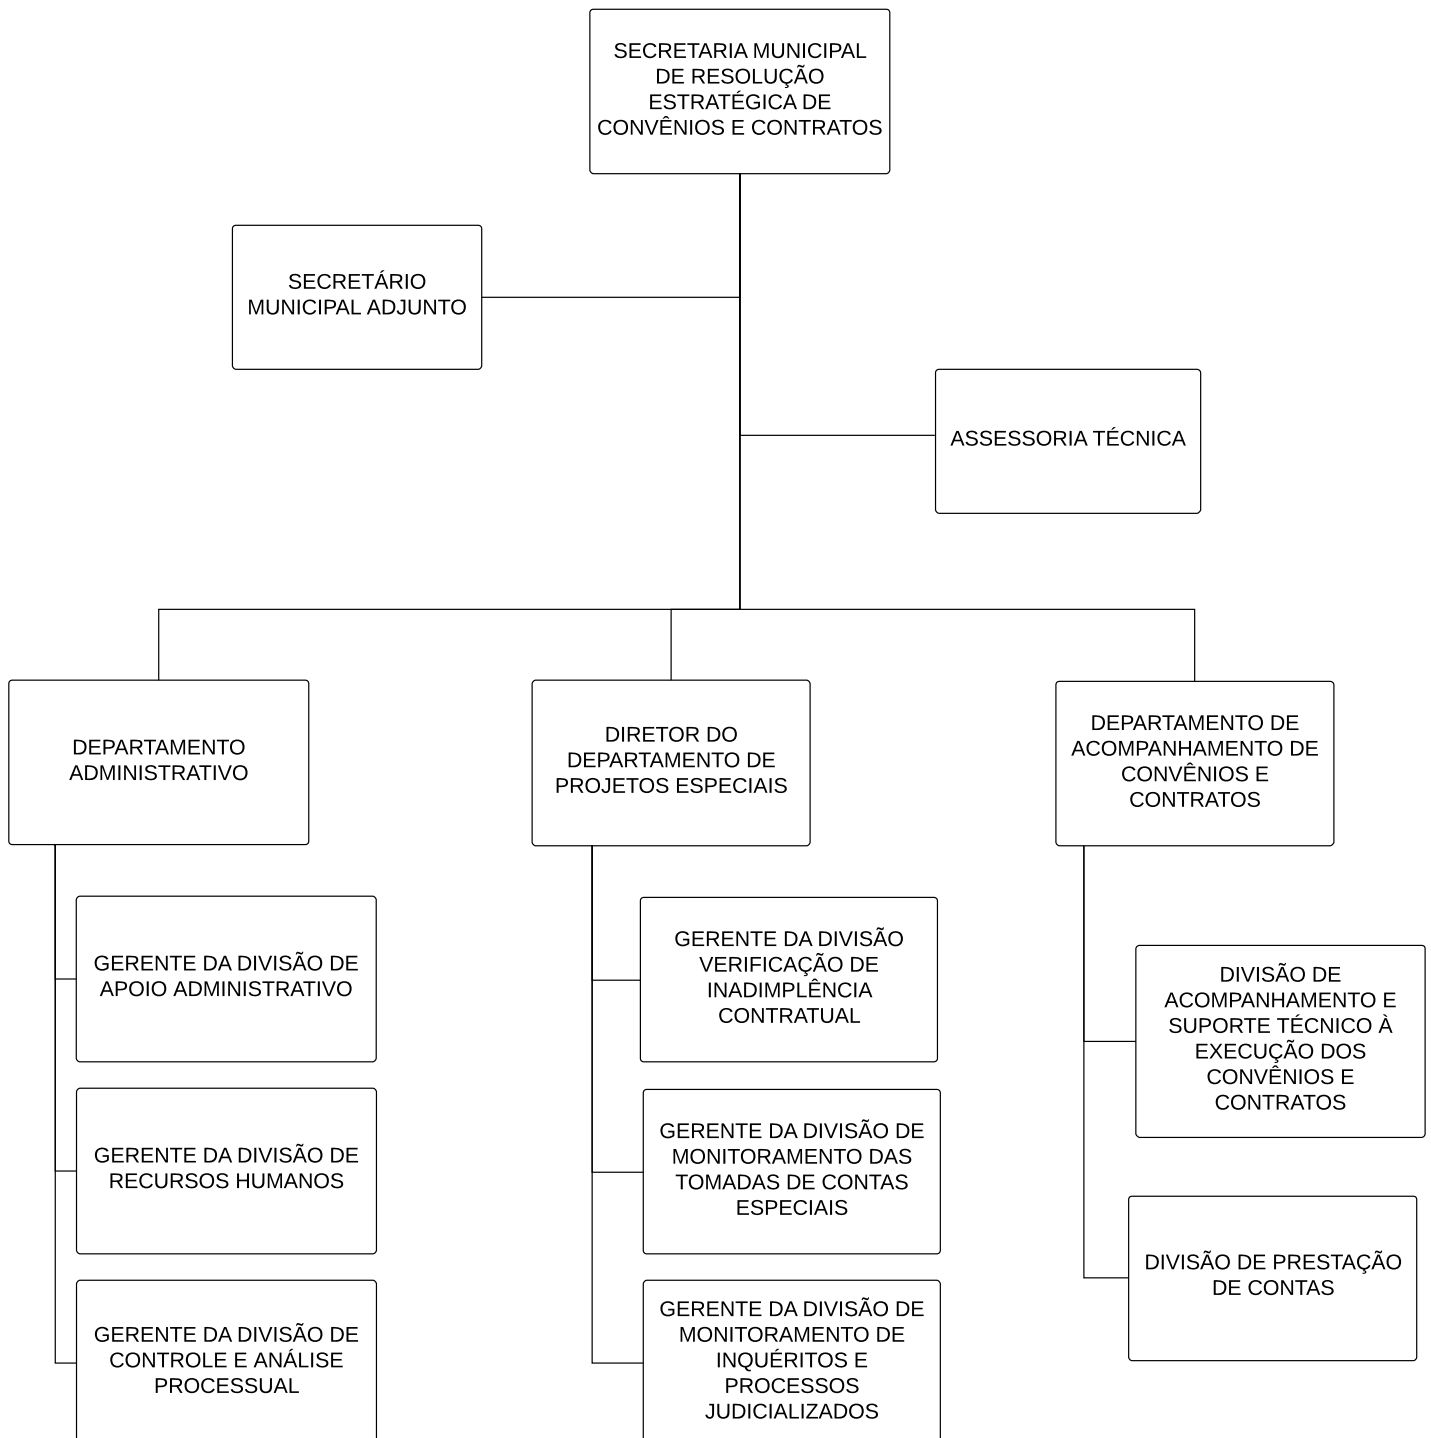 SECRETARIA MUNICIPAL
DE RESOLUÇÃO
ESTRATÉGICA DE
CONVÊNIOS E CONTRATOS
SECRETÁRIO
MUNICIPAL ADJUNTO
ASSESSORIA TÉCNICA
DEPARTAMENTO
ADMINISTRATIVO
DIRETOR DO
DEPARTAMENTO DE
PROJETOS ESPECIAIS
DEPARTAMENTO DE
ACOMPANHAMENTO DE
CONVÊNIOS E
CONTRATOS
GERENTE DA DIVISÃO DE
APOIO ADMINISTRATIVO
GERENTE DA DIVISÃO DE
RECURSOS HUMANOS
GERENTE DA DIVISÃO DE
CONTROLE E ANÁLISE
PROCESSUAL
GERENTE DA DIVISÃO
VERIFICAÇÃO DE
INADIMPLÊNCIA
CONTRATUAL
GERENTE DA DIVISÃO DE
MONITORAMENTO DAS
TOMADAS DE CONTAS
ESPECIAIS
GERENTE DA DIVISÃO DE
MONITORAMENTO DE
INQUÉRITOS E
PROCESSOS
JUDICIALIZADOS
DIVISÃO DE
ACOMPANHAMENTO E
SUPORTE TÉCNICO À
EXECUÇÃO DOS
CONVÊNIOS E
CONTRATOS
DIVISÃO DE PRESTAÇÃO
DE CONTAS